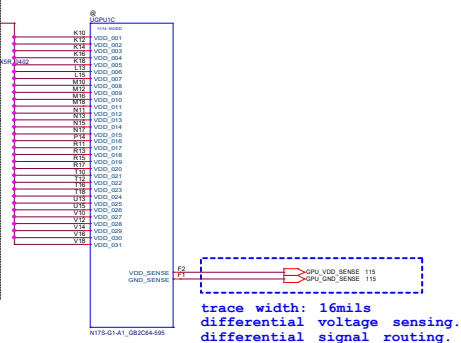 @
UGPU1C
11/14 NVVDD
K10 VDD_001
K12 VDD_002
K14 VDD_003
K16 VDD_004
K18 VDD_005
L13 VDD_006
L15 VDD_007
M10 VDD_008
M12 VDD_009
M16 VDD_010
M18 VDD_011
N11 VDD_012
N13 VDD_013
N15 VDD_014
N17 VDD_015
P14 VDD_016
R11 VDD_017
R13 VDD_018
R15 VDD_019
R17 VDD_020
T10 VDD_021
T12 VDD_022
T16 VDD_023
T18 VDD_024
U13 VDD_025
U15 VDD_026
V10 VDD_027
V12 VDD_028
V14 VDD_029
V16 VDD_030
V18 VDD_031
X5R_0402
VDD_SENSE F2 GPU_VDD_SENSE 115
GND_SENSE F1 GPU_GND_SENSE 115
trace width: 16mils
differential voltage sensing.
differential signal routing.
N17S-G1-A1_GB2C64-595